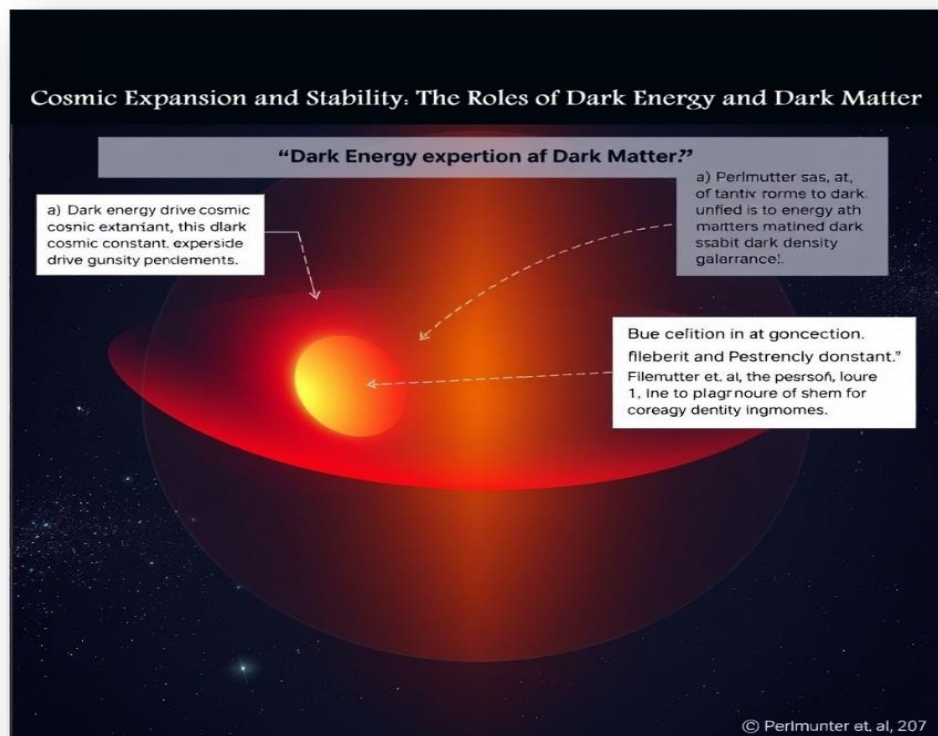 Cosmic Expansion and Stability: The Roles of Dark Energy and Dark Matter
“Dark Energy expertion af Dark Matter?”
a) Dark energy drive cosmic
cosnic extantant, this dlark
cosmic constant. experside
drive gunsity pendements.
a) Perlmutter sas, at,
of tantiv rorme to dark.
unfied is to energy ath
matters matined dark
ssabit dark density
galarrance!.
Bue celition in at goncection.
fileberit and Pestrencly donstant.”
Filemutter et. al, the pesrson, loure
1, ine to plagrnoure of shem for
coreagy dentity ingmomes.
© Perlmunter et, al, 207